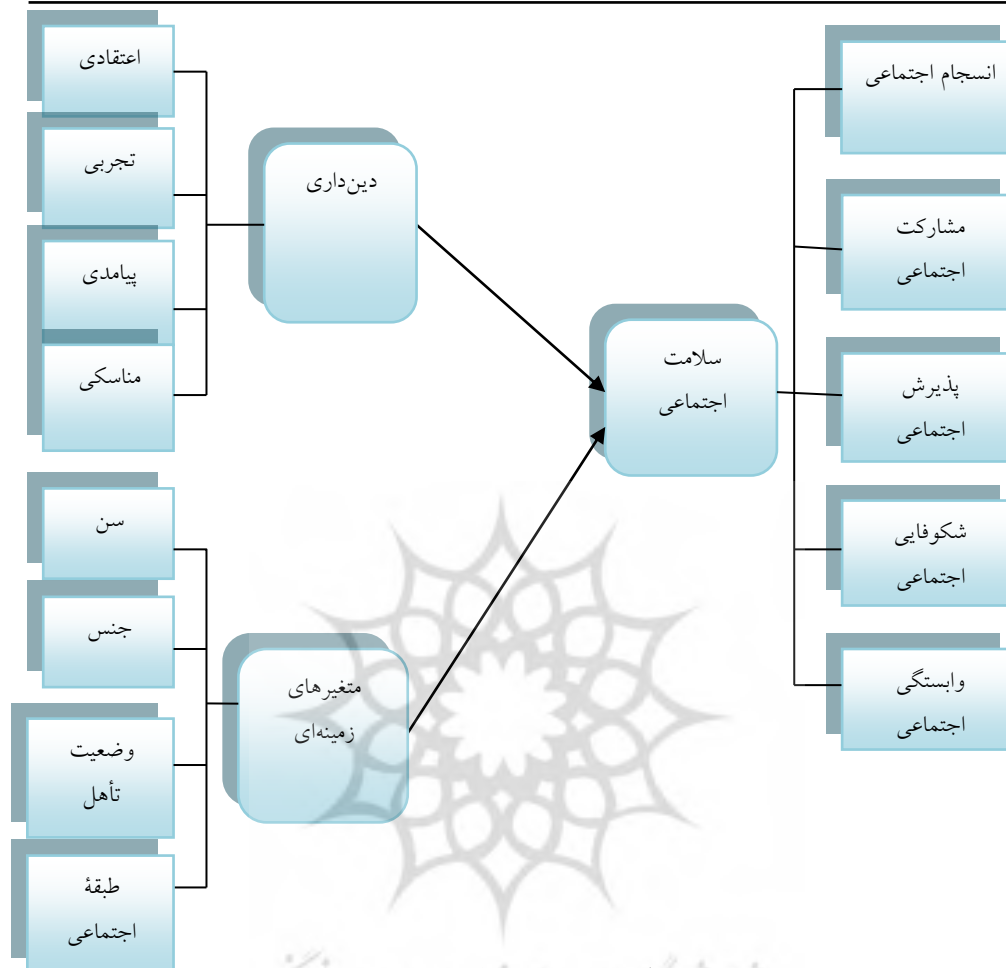 اعتقادی
تجربی
پیامدی
مناسکی
دین‌داری
سن
جنس
وضعیت
تأهل
طبقهٔ
اجتماعی
متغیرهای
زمینه‌ای
سلامت
اجتماعی
انسجام اجتماعی
مشارکت
اجتماعی
پذیرش
اجتماعی
شکوفایی
اجتماعی
وابستگی
اجتماعی